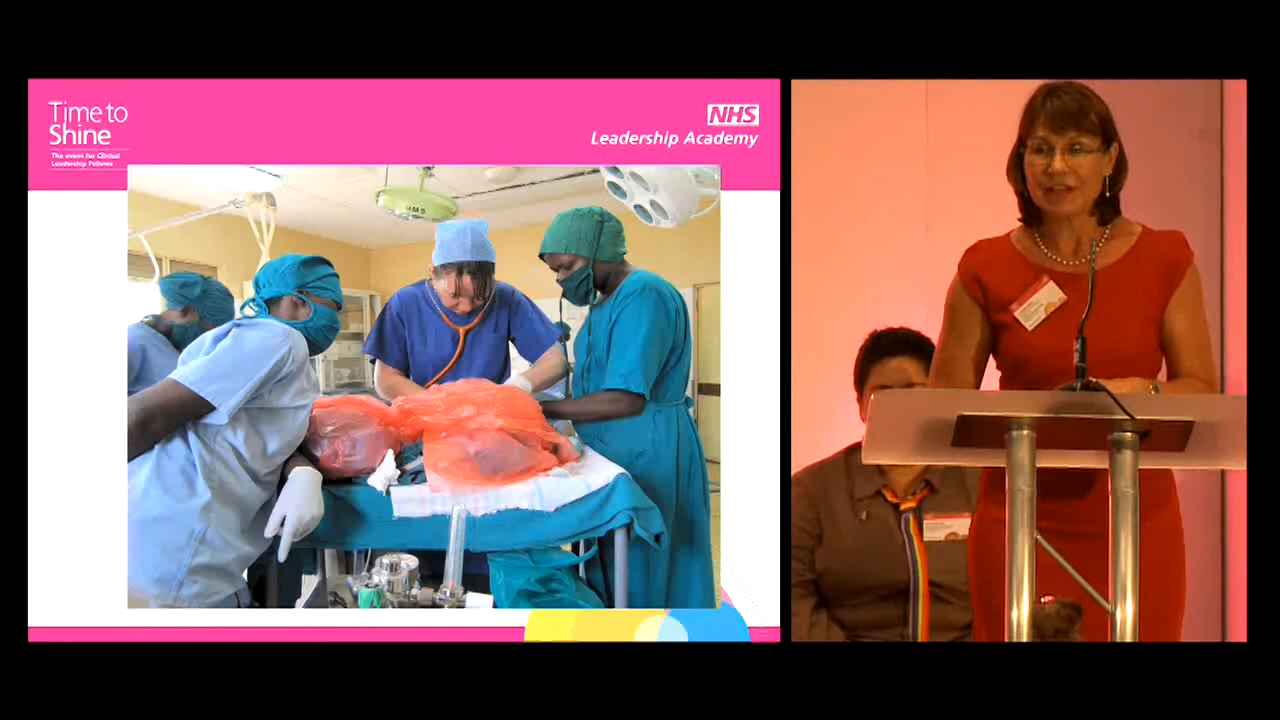 Time to
Shine
The event for Clinical
Leadership Fellows
NHS
Leadership Academy